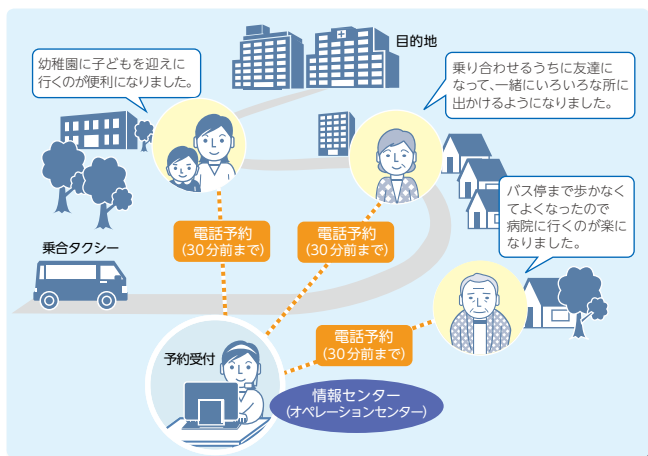 目的地
幼稚園に子どもを迎えに
行くのが便利になりました。
乗り合わせるうちに友達に
なって、一緒にいろいろな所に
出かけるようになりました。
バス停まで歩かなく
てよくなったので
病院に行くのが楽に
なりました。
乗合タクシー
電話予約
(30分前まで)
電話予約
(30分前まで)
電話予約
(30分前まで)
予約受付
情報センター
(オペレーションセンター)